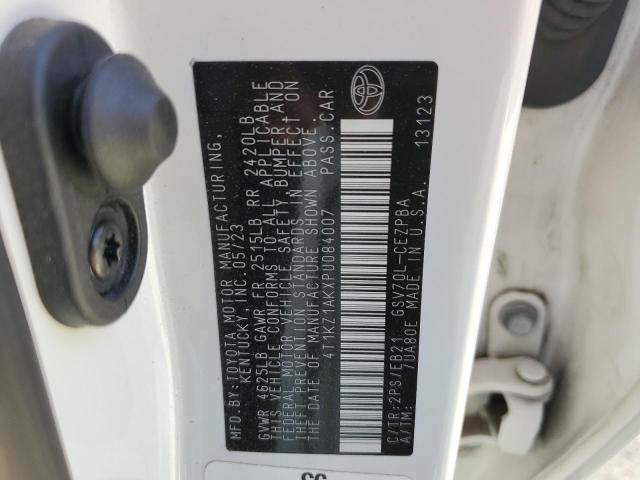 MFD. BY: TOYOTA MOTOR MANUFACTURING,
KENTUCKY, INC. 05/23
GVWR 4625LB GAWR FR 2515LB RR 2420LB
THIS VEHICLE CONFORMS TO ALL APPLICABLE
FEDERAL MOTOR VEHICLE SAFETY, BUMPER AND
THEFT PREVENTION STANDARDS IN EFFECT ON
THE DATE OF MANUFACTURE SHOWN ABOVE.
4T1KZ1AKXPU084007 PASS. CAR
C/TR:2PS/EB21 GSV70L-CEZPBA
A/TM: /UA80E MADE IN U.S.A. 13123